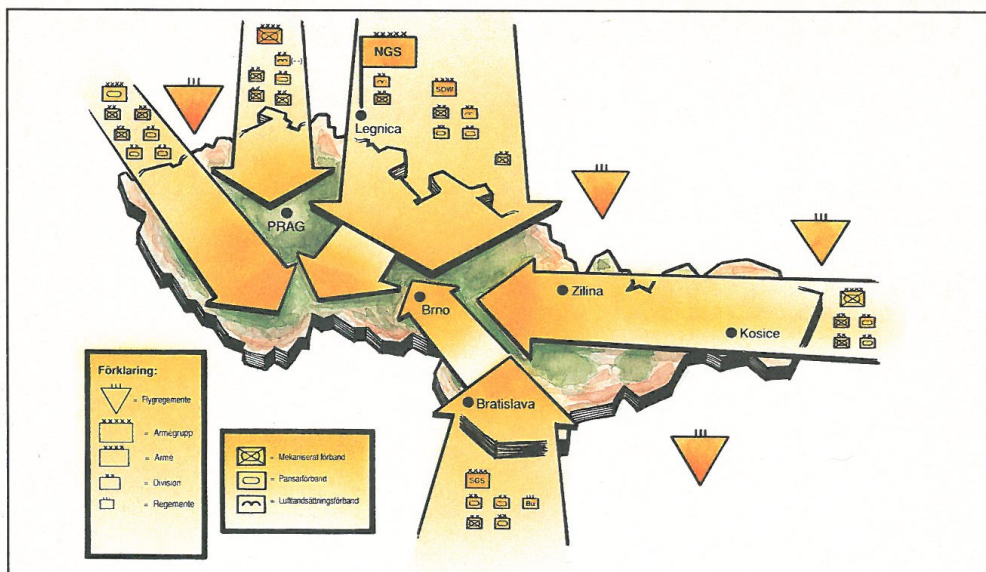 NGS
SDW
Legnica
PRAG
Zilina
Brno
Kosice
Bratislava
SGS
Bu
Förklaring:
= Flygregemente
= Armégrupp
= Armé
= Division
= Regemente
= Mekaniserat förband
= Pansarförband
= Luftlandsättningsförband